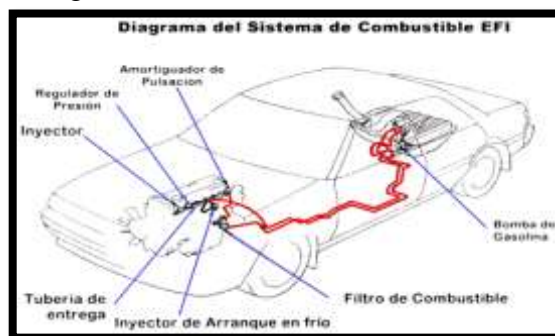 Diagrama del Sistema de Combustible EFI
Amortiguador de
Pulsacion
Regulador de
Presión
Inyector
Bomba de
Gasolina
Tuberia de
entrega
Filtro de Combustible
Inyector de Arranque en frío